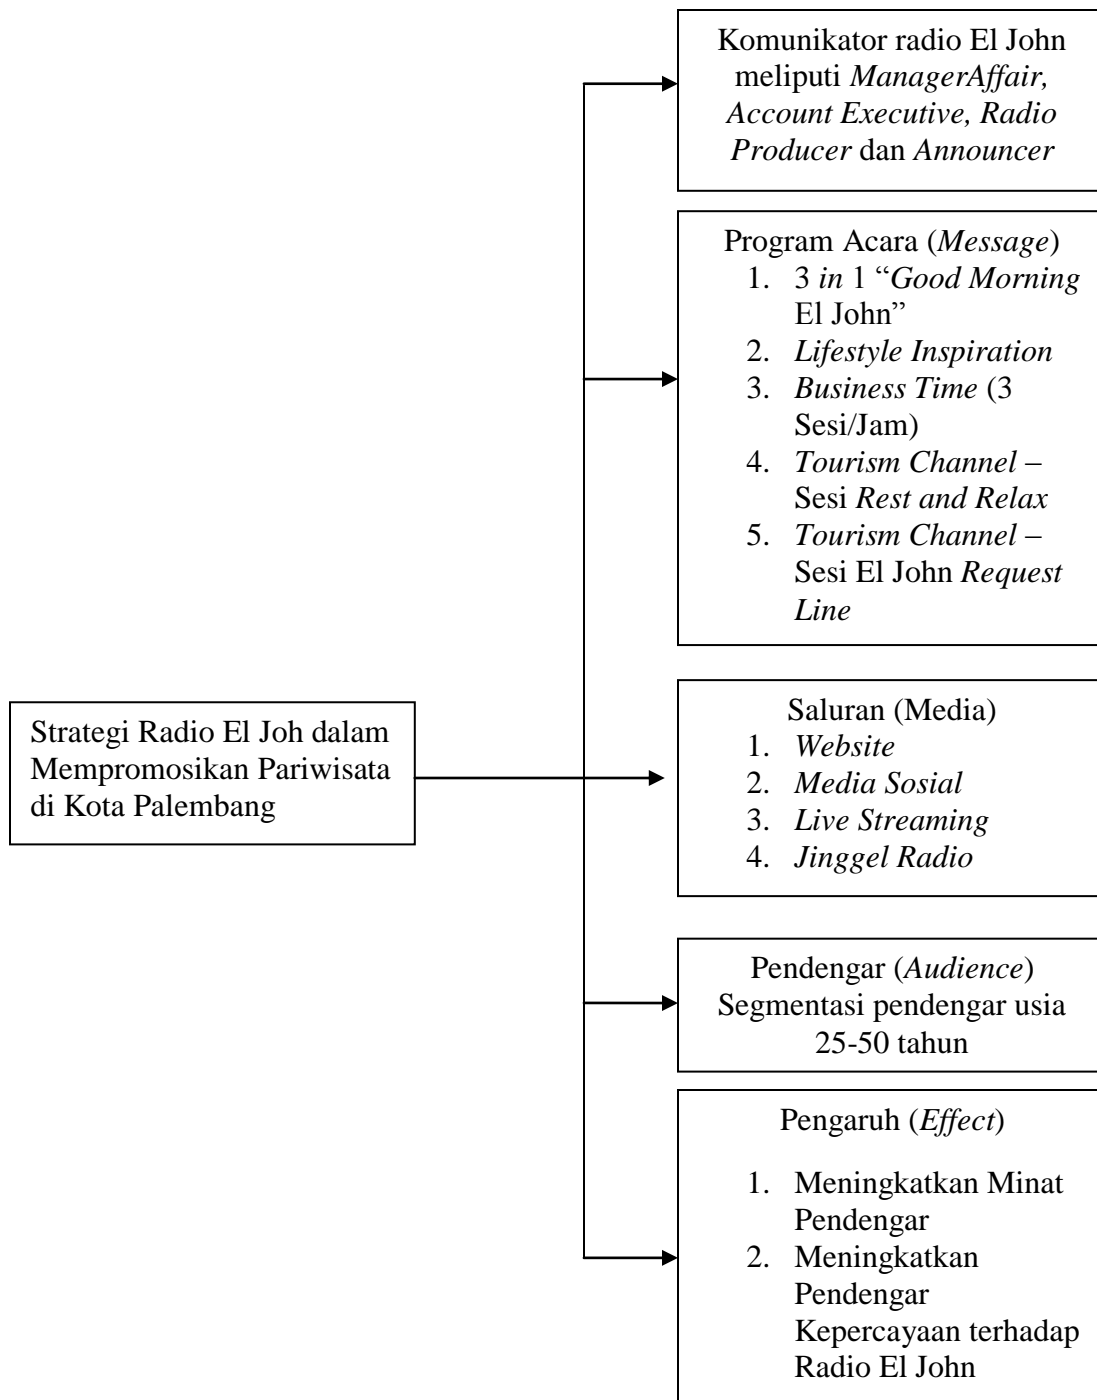 Komunikator radio El John
meliputi ManagerAffair,
Account Executive, Radio
Producer dan Announcer
Program Acara (Message)
1. 3 in 1 “Good Morning
El John”
2. Lifestyle Inspiration
3. Business Time (3
Sesi/Jam)
4. Tourism Channel –
Sesi Rest and Relax
5. Tourism Channel –
Sesi El John Request
Line
Strategi Radio El Joh dalam
Mempromosikan Pariwisata
di Kota Palembang
Saluran (Media)
1. Website
2. Media Sosial
3. Live Streaming
4. Jinggel Radio
Pendengar (Audience)
Segmentasi pendengar usia
25-50 tahun
Pengaruh (Effect)
1. Meningkatkan Minat
Pendengar
2. Meningkatkan
Pendengar
Kepercayaan terhadap
Radio El John